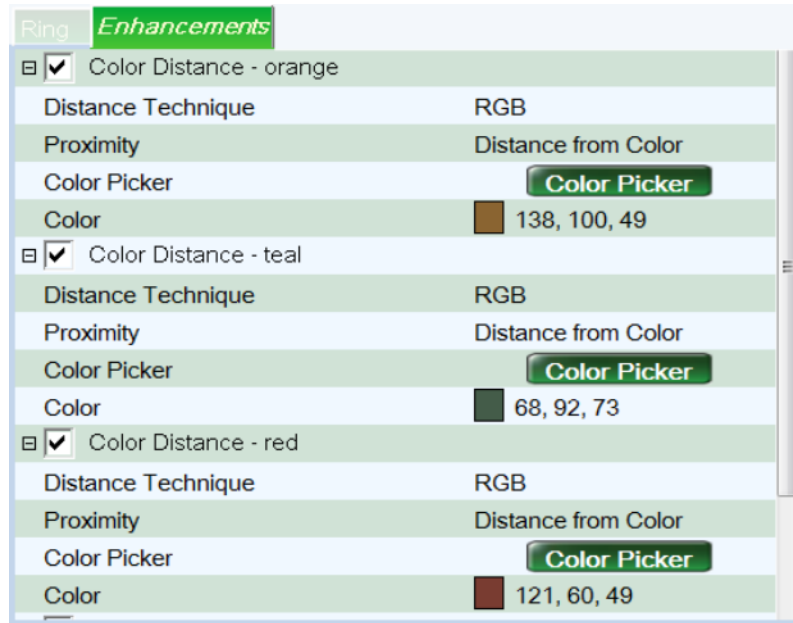 Ring Enhancements
Color Distance - orange
Distance Technique RGB
Proximity Distance from Color
Color Picker Color Picker
Color 138, 100, 49
Color Distance - teal
Distance Technique RGB
Proximity Distance from Color
Color Picker Color Picker
Color 68, 92, 73
Color Distance - red
Distance Technique RGB
Proximity Distance from Color
Color Picker Color Picker
Color 121, 60, 49